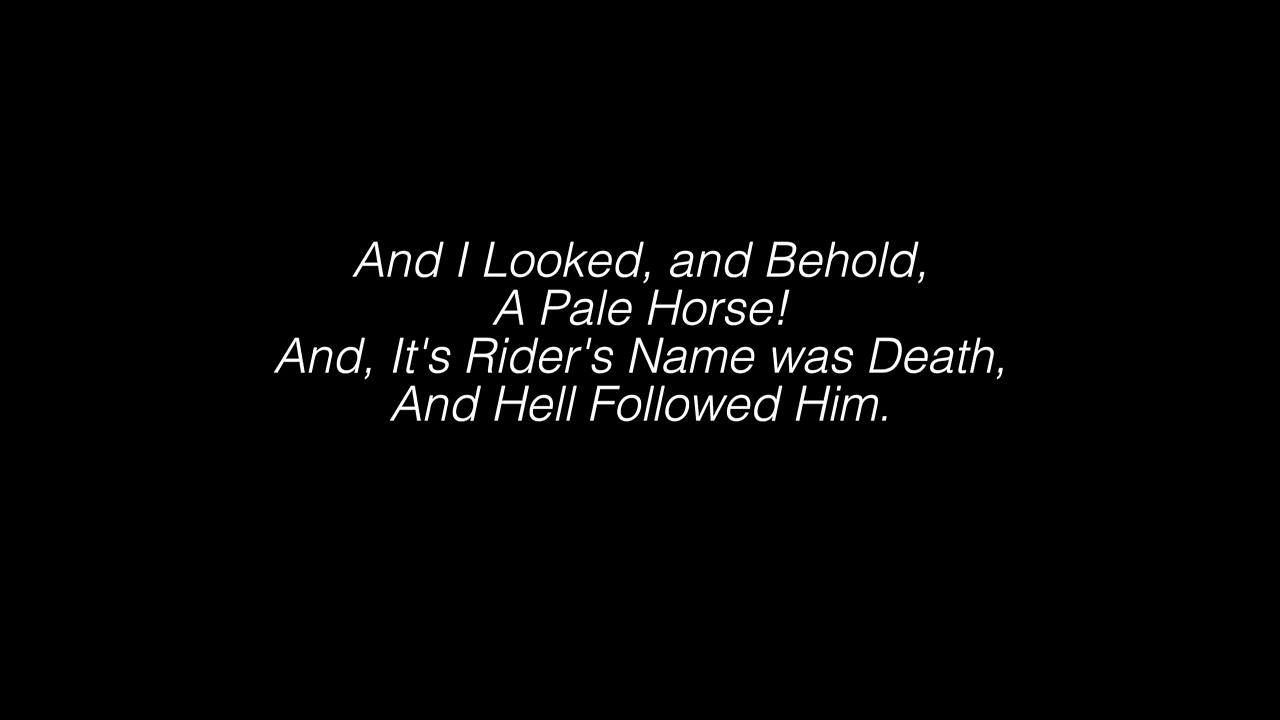 And I Looked, and Behold,
A Pale Horse!
And, It's Rider's Name was Death,
And Hell Followed Him.